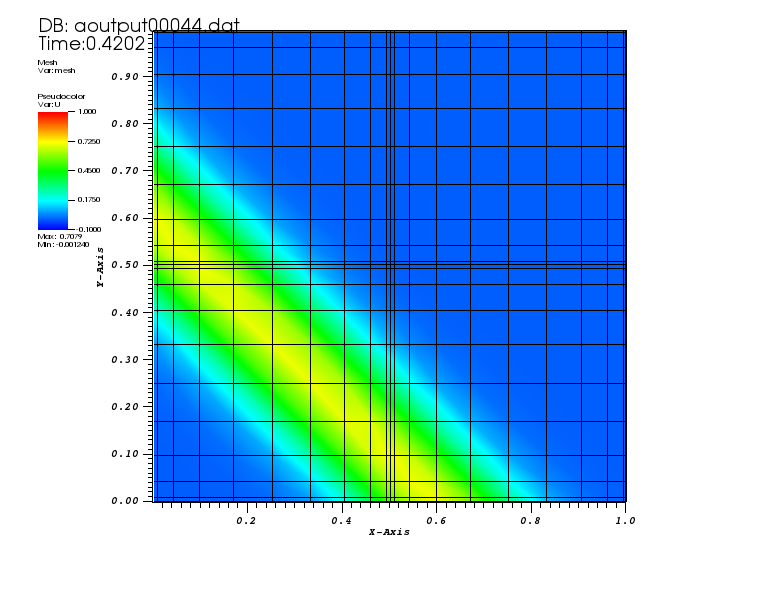 DB: aoutput00044.dat
Time:0.4202
Mesh
Var: mesh
Pseudocolor
Var: U
1.000
0.7250
0.4500
0.1750
-0.1000
Max: 0.7079
Min: -0.001240
Y-Axis
0.90
0.80
0.70
0.60
0.50
0.40
0.30
0.20
0.10
0.00
0.2 0.4 0.6 0.8 1.0
X-Axis